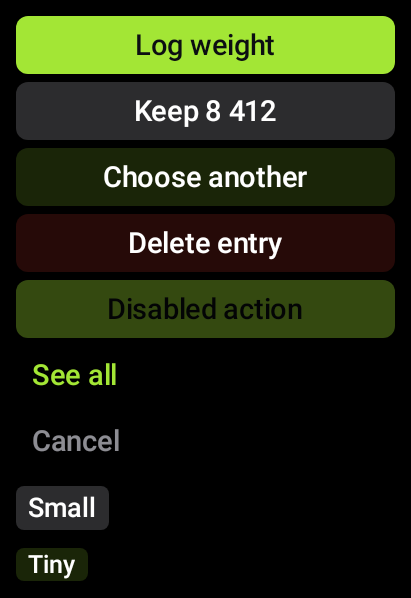 Log weight
Keep 8 412
Choose another
Delete entry
Disabled action
See all
Cancel
Small
Tiny